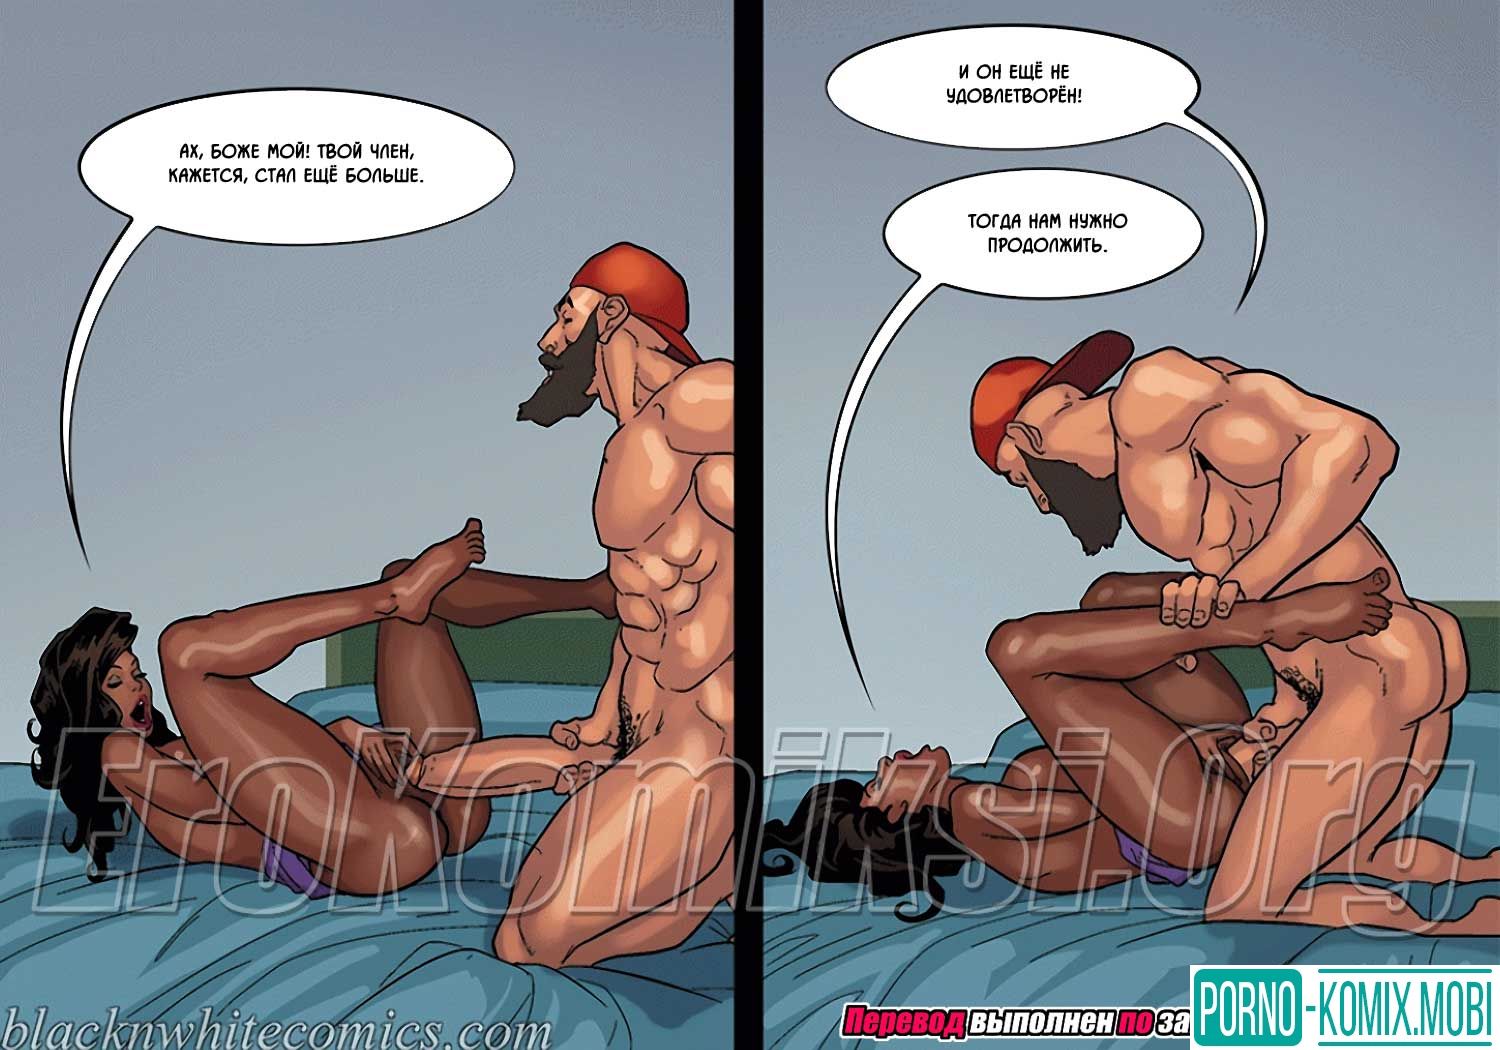 АХ, БОЖЕ МОЙ! ТВОЙ ЧЛЕН,
КАЖЕТСЯ, СТАЛ ЕЩЁ БОЛЬШЕ.
И ОН ЕЩЁ НЕ
УДОВЛЕТВОРЁН!
ТОГДА НАМ НУЖНО
ПРОДОЛЖИТЬ.
EroKomiksi.Org
blacknwhitecomics.com
Перевод выполнен по за
PORNO-KOMIX.MOBI